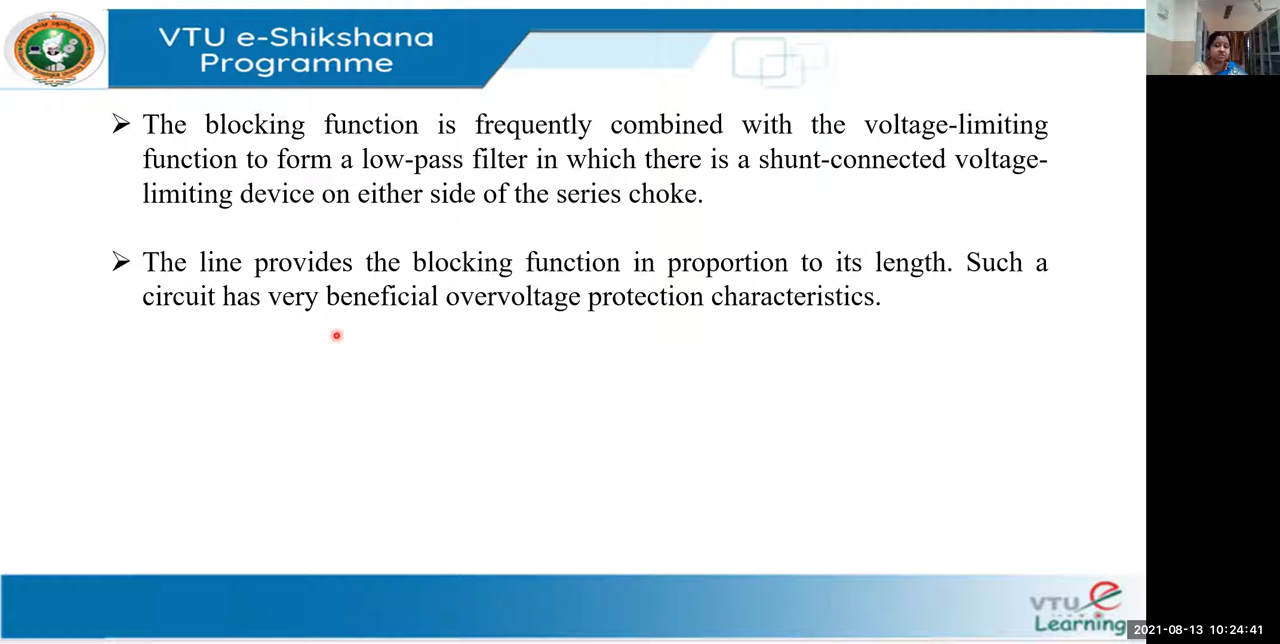 VTU e-Shikshana
Programme
➢ The blocking function is frequently combined with the voltage-limiting
function to form a low-pass filter in which there is a shunt-connected voltage-
limiting device on either side of the series choke.
➢ The line provides the blocking function in proportion to its length. Such a
circuit has very beneficial overvoltage protection characteristics.
VTU e
Learning
2021-08-13 10:24:41